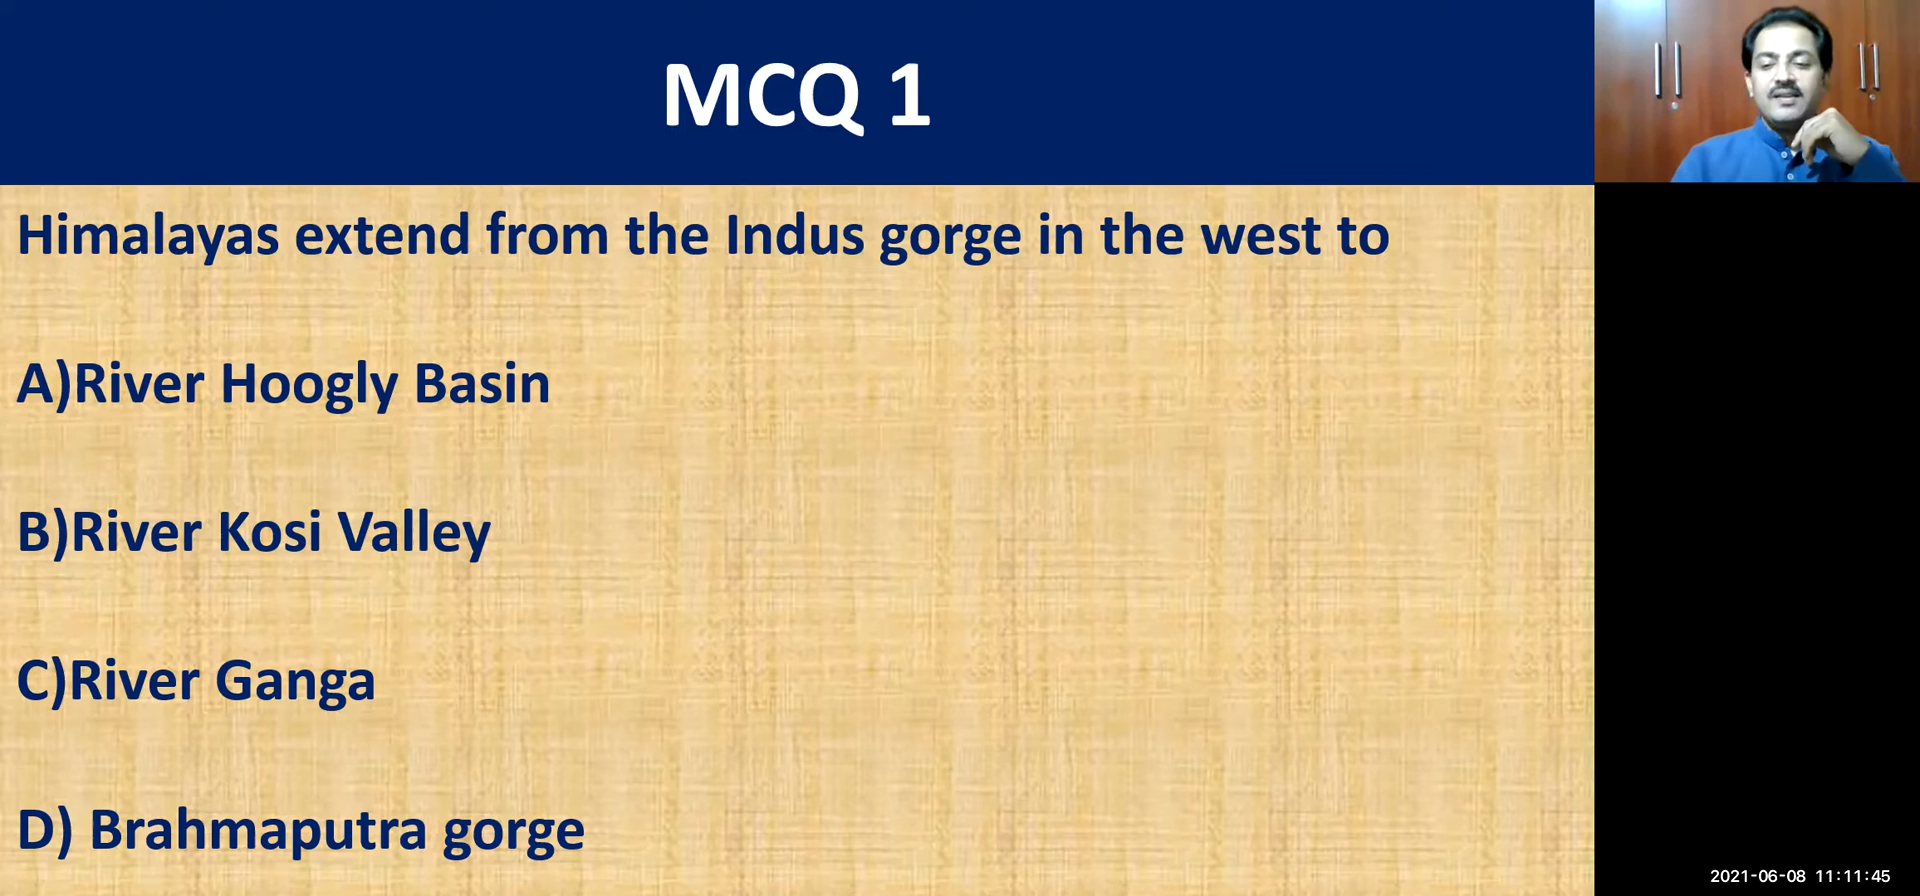 MCQ 1
Himalayas extend from the Indus gorge in the west to
A)River Hoogly Basin
B)River Kosi Valley
C)River Ganga
D) Brahmaputra gorge
2021-06-08 11:11:45